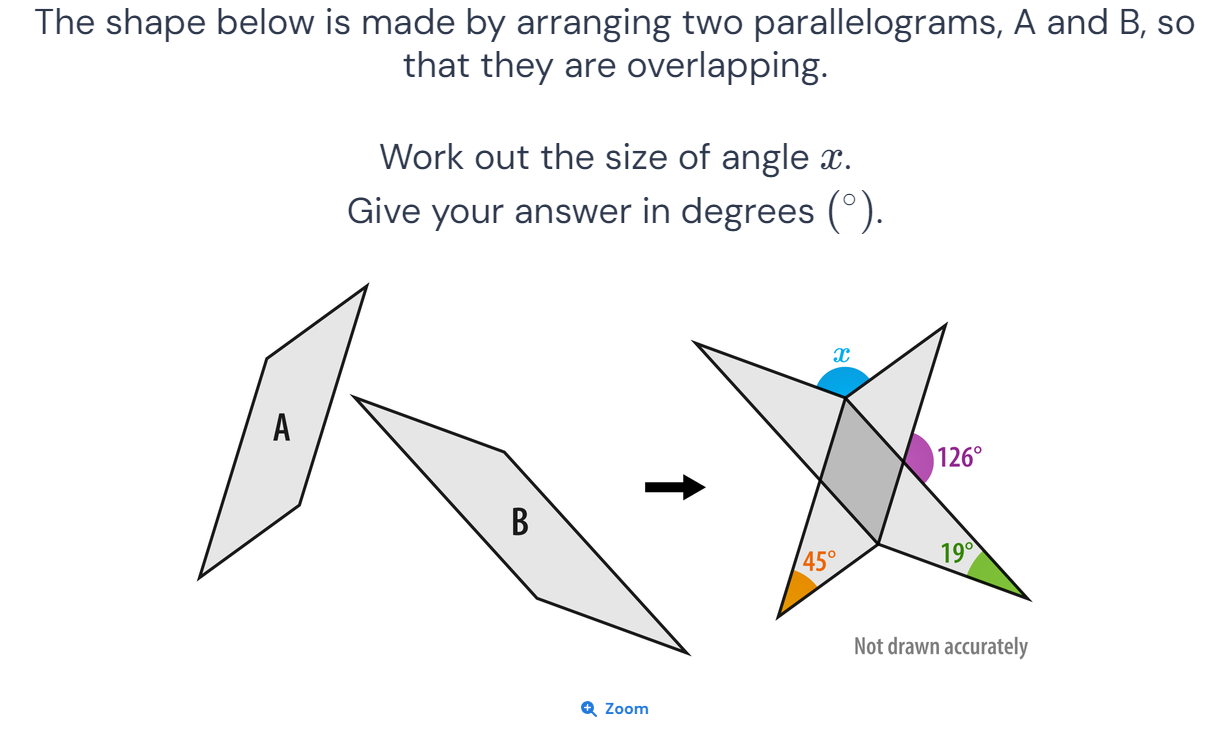 The shape below is made by arranging two parallelograms, A and B, so
that they are overlapping.
Work out the size of angle x.
Give your answer in degrees (°).
A
B
x
126°
45°
19°
Not drawn accurately
Zoom